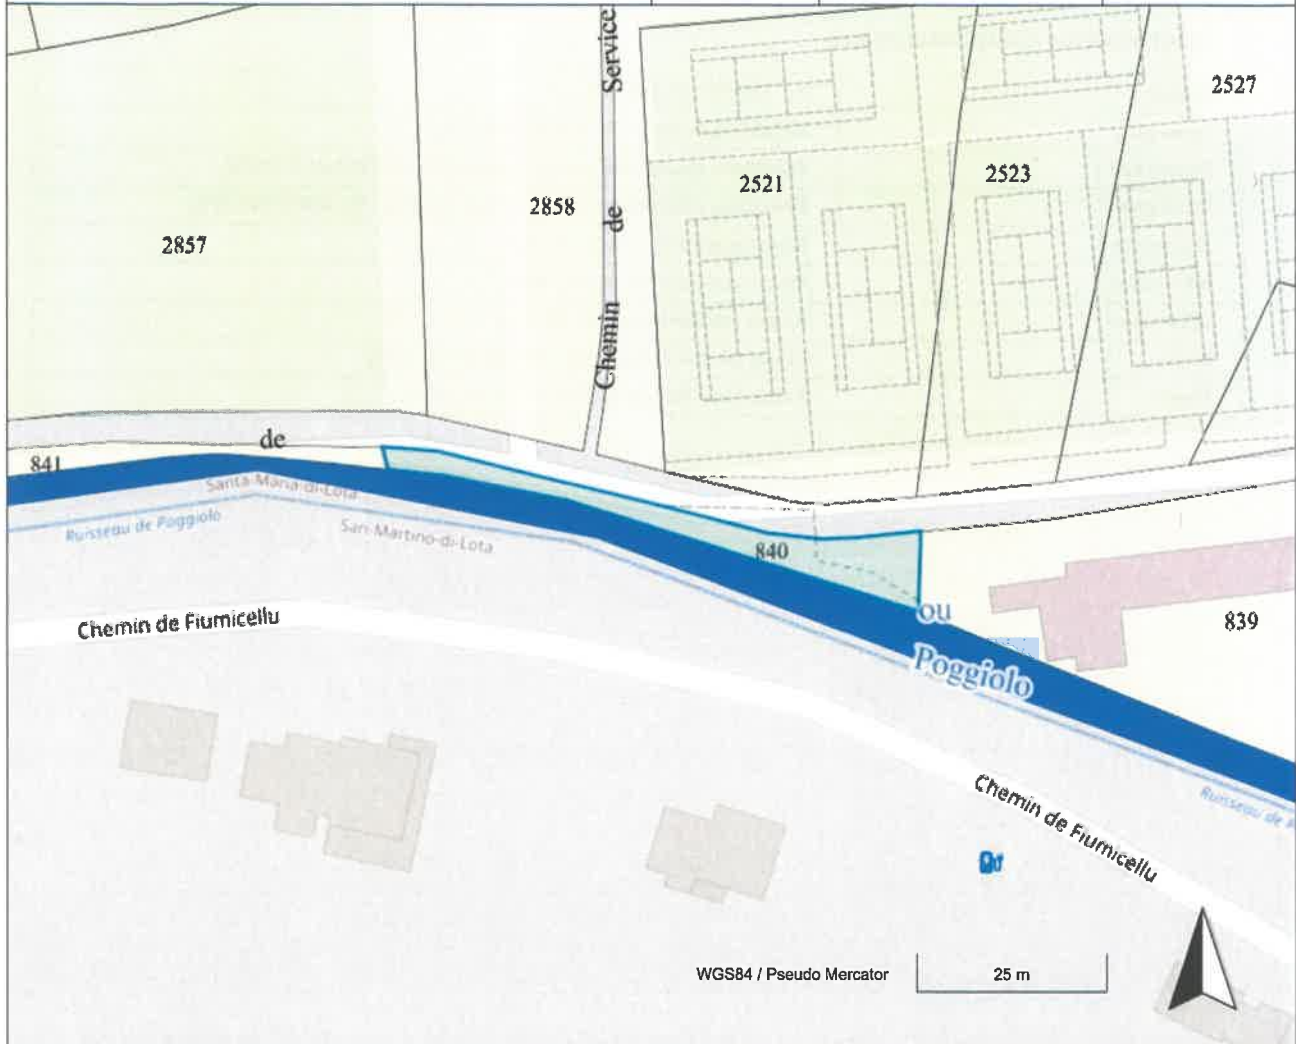 Service
2527
2521
2523
2858
de
2857
Chemin
de
841
Santa-Maria-di-Lota
Ruisseau de Poggiolo
San-Martino-di-Lota
840
ou
839
Chemin de Fiumicellu
Poggiolo
Chemin de Fiumicellu
Ruisseau de P
WGS84 / Pseudo Mercator
25 m